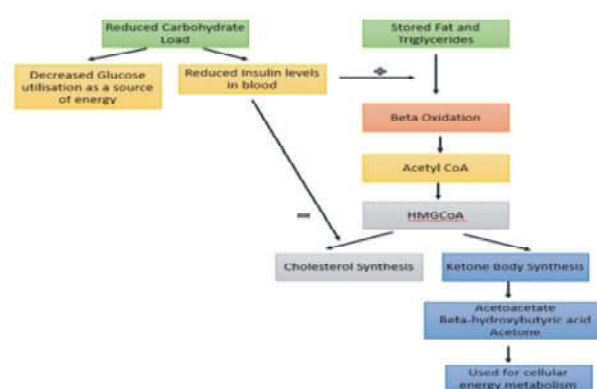 Reduced Carbohydrate
Load
Stored Fat and
Triglycerides
Decreased Glucose
utilisation as a source
of energy
Reduced Insulin levels
in blood
+
Beta Oxidation
Acetyl CoA
HMGCoA
–
Cholesterol Synthesis
Ketone Body Synthesis
Acetoacetate
Beta-hydroxybutyric acid
Acetone
Used for cellular
energy metabolism